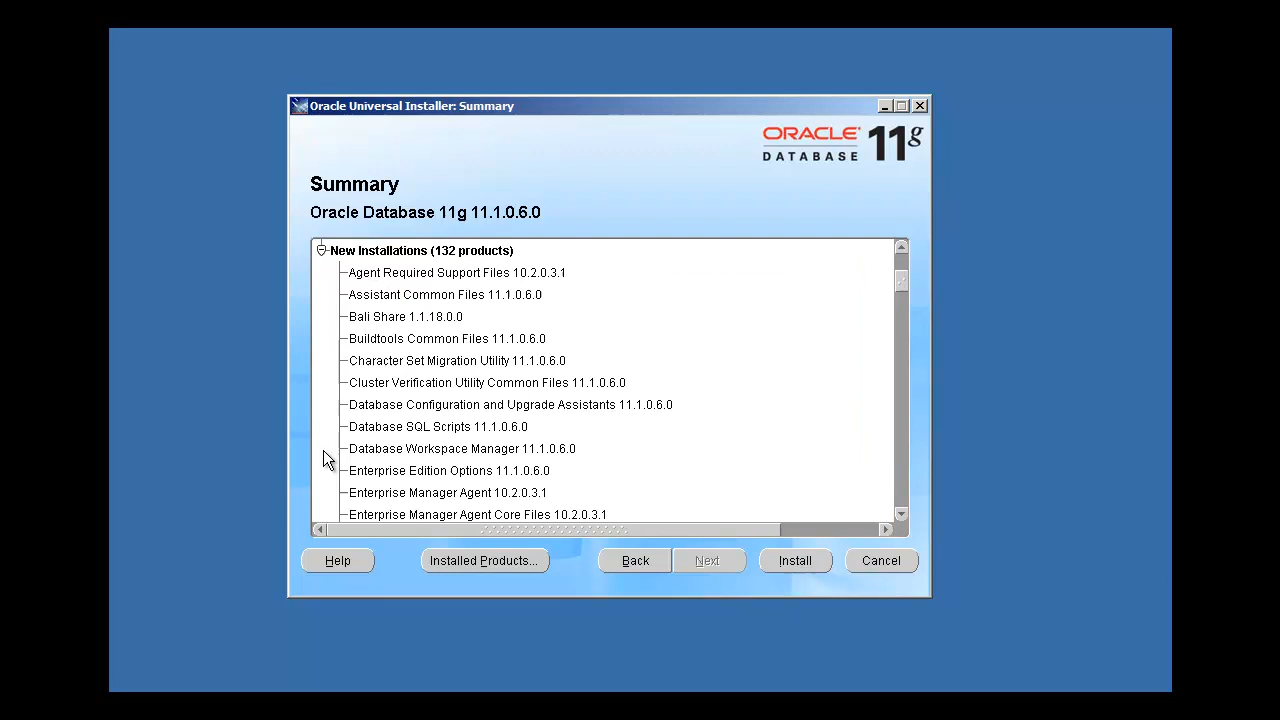 Oracle Universal Installer: Summary
ORACLE
DATABASE 11g
Summary
Oracle Database 11g 11.1.0.6.0
New Installations (132 products)
Agent Required Support Files 10.2.0.3.1
Assistant Common Files 11.1.0.6.0
Bali Share 1.1.18.0.0
Buildtools Common Files 11.1.0.6.0
Character Set Migration Utility 11.1.0.6.0
Cluster Verification Utility Common Files 11.1.0.6.0
Database Configuration and Upgrade Assistants 11.1.0.6.0
Database SQL Scripts 11.1.0.6.0
Database Workspace Manager 11.1.0.6.0
Enterprise Edition Options 11.1.0.6.0
Enterprise Manager Agent 10.2.0.3.1
Enterprise Manager Agent Core Files 10.2.0.3.1
Help Installed Products... Back Next Install Cancel